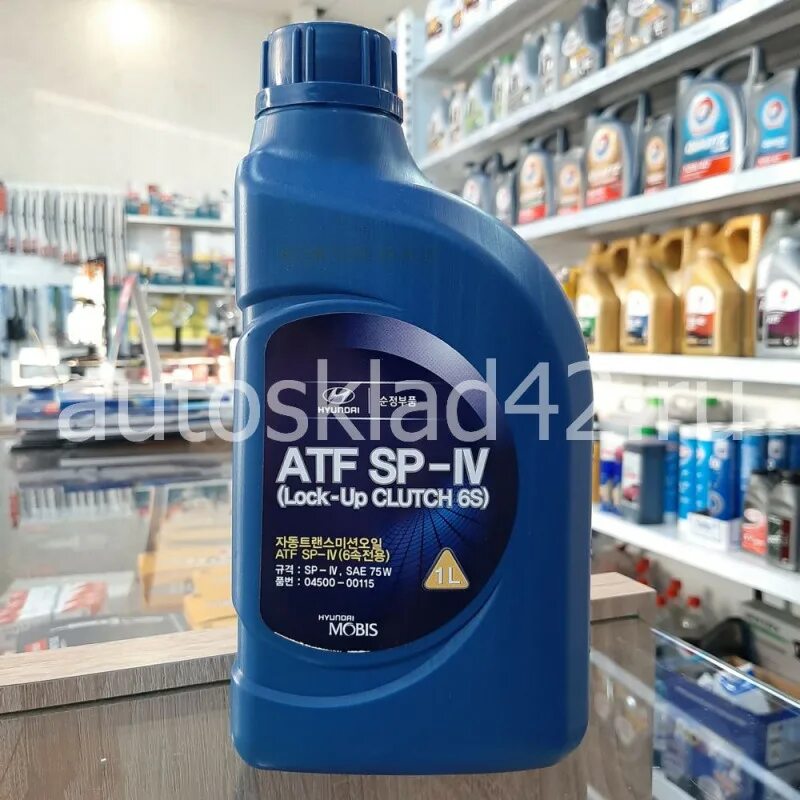 HYUNDAI 순정부품
autosklad42.ru
ATF SP-IV
(Lock-Up CLUTCH 6S)
자동트랜스미션오일
ATF SP-IV(6속전용)
규격 : SP-IV, SAE 75W
품번 : 04500-00115
1L
HYUNDAI
MOBIS
TOTAL
QUARTZ